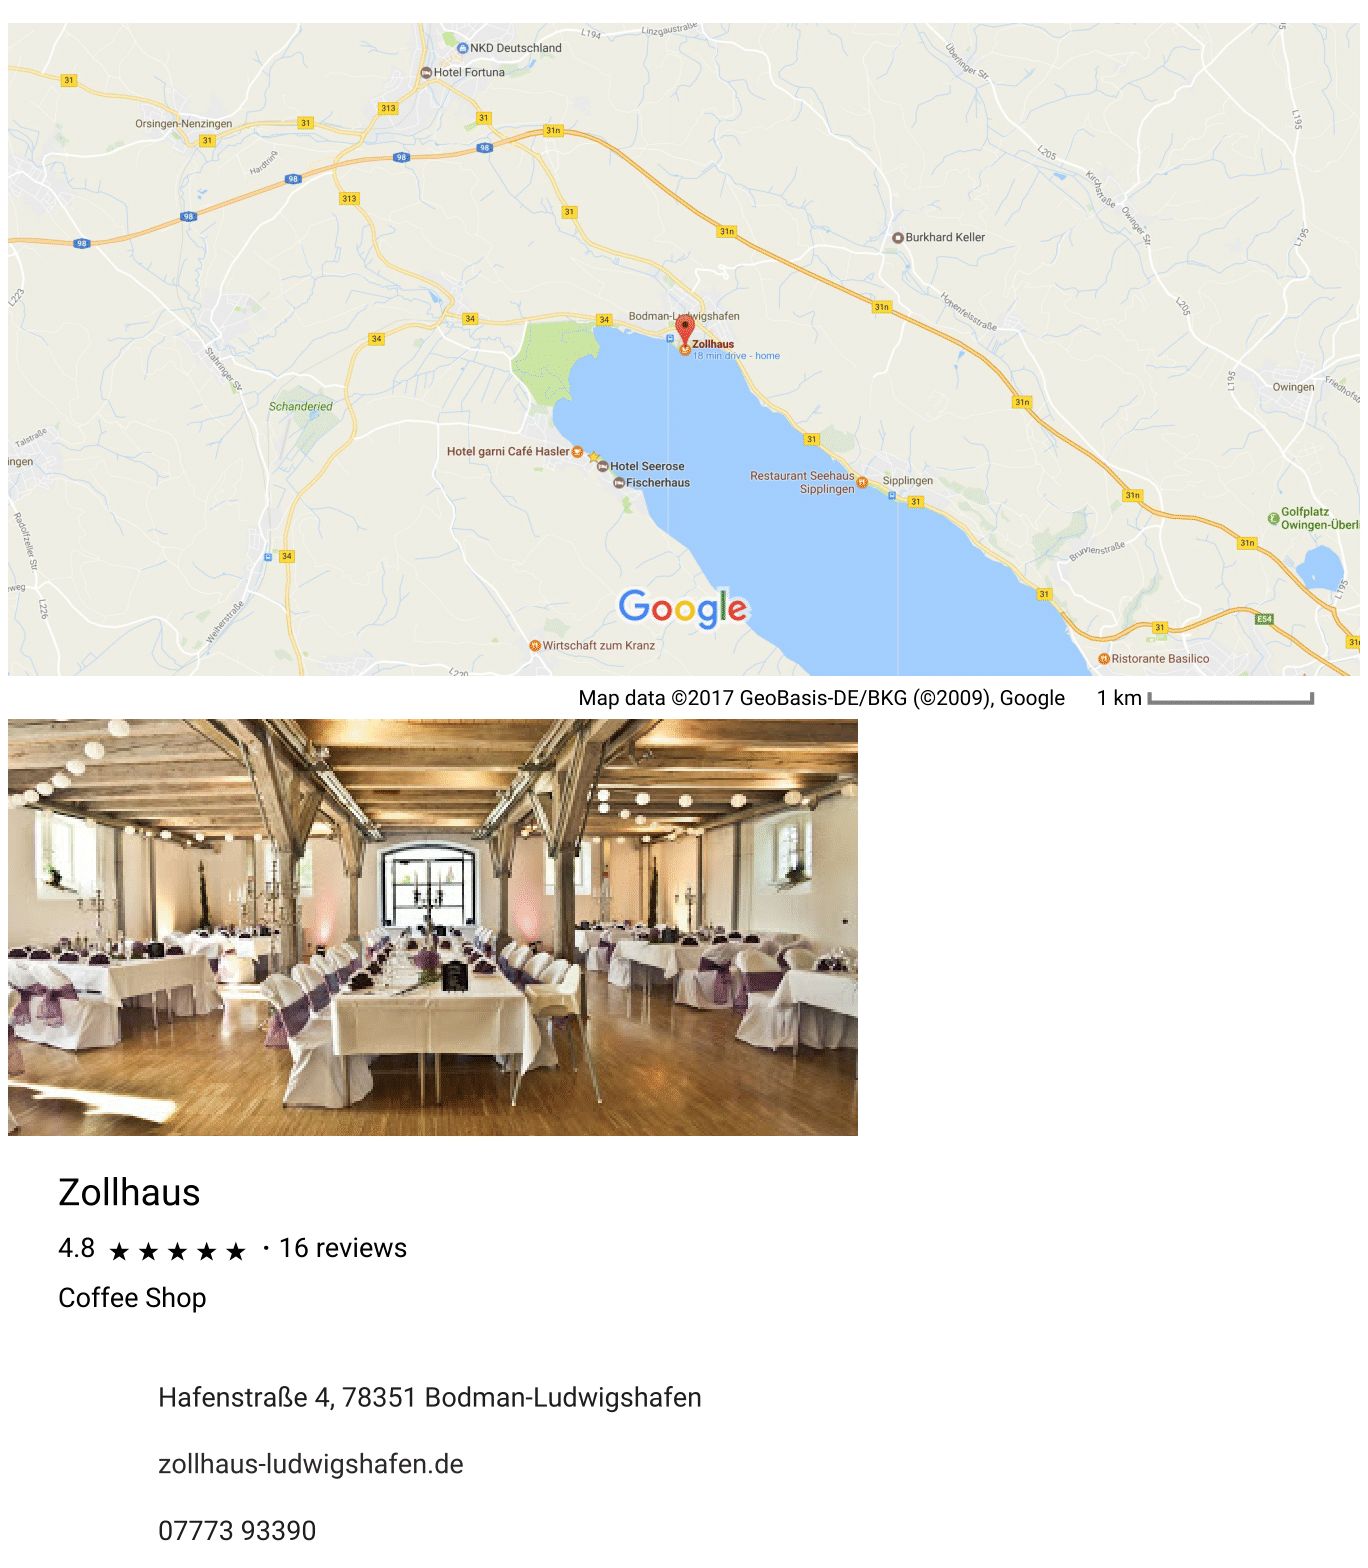 L194
Linzgaustraße
NKD Deutschland
Hotel Fortuna
Überlinger Str.
31
313
31
Orsingen-Nenzingen
31
31
31n
L195
98
98
Hardtring
L205
98
Kirchstraße
313
98
31
Owinger Str.
31n
L195
98
Burkhard Keller
L223
Hohenfelsstraße
31n
L205
Bodman-Ludwigshafen
34
34
34
Zollhaus
18 min drive - home
Stahringer Str.
L195
Owingen
31n
Schanderied
Talstraße
31
Hotel garni Café Hasler
ingen
Hotel Seerose
Restaurant Seehaus
Sipplingen
Sipplingen
Fischerhaus
31
31n
Golfplatz
Owingen-Überli
Radolfzeller Str.
34
Brunnenstraße
31n
weg
L226
Weilerstraße
31
L195
Google
E54
31
31
Wirtschaft zum Kranz
Ristorante Basilico
L220
Map data ©2017 GeoBasis-DE/BKG (©2009), Google 1 km
Zollhaus
4.8 ★ ★ ★ ★ ★ · 16 reviews
Coffee Shop
Hafenstraße 4, 78351 Bodman-Ludwigshafen
zollhaus-ludwigshafen.de
07773 93390